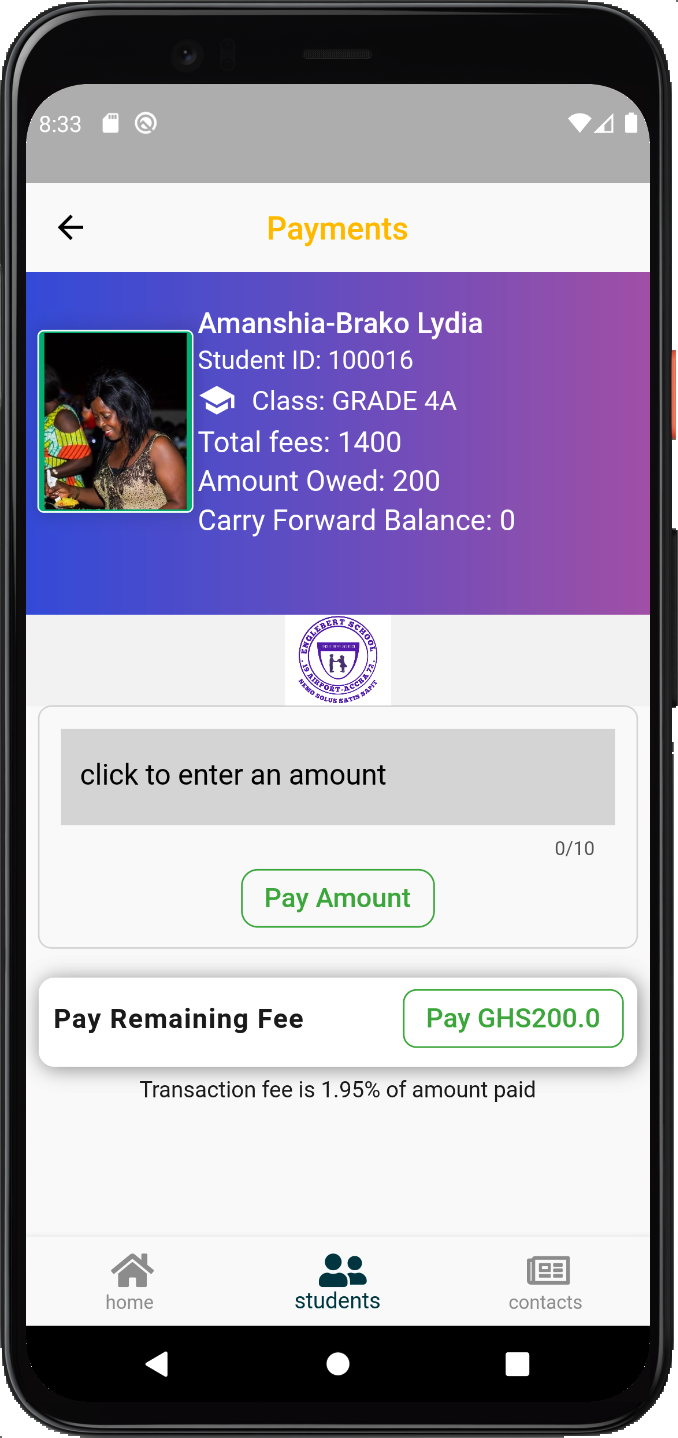 8:33
Payments
Amanshia-Brako Lydia
Student ID: 100016
Class: GRADE 4A
Total fees: 1400
Amount Owed: 200
Carry Forward Balance: 0
ENGLEBERT SCHOOL
19 AIRPORT-ACCRA 72
NEMO SOLUS SATIS SAPIT
click to enter an amount
0/10
Pay Amount
Pay Remaining Fee
Pay GHS200.0
Transaction fee is 1.95% of amount paid
home
students
contacts